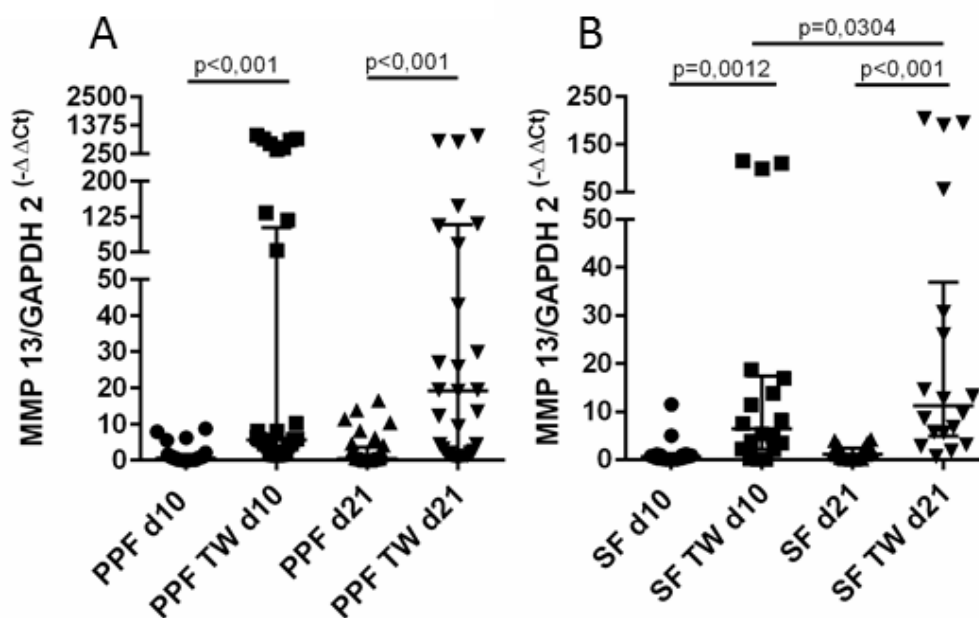 A
p<0,001
p<0,001
MMP 13/GAPDH 2 (-Δ ΔCt)
2500
1375
250
200
125
50
50
40
30
20
10
0
PPF d10
PPF TW d10
PPF d21
PPF TW d21
B
p=0,0304
p=0,0012
p<0,001
MMP 13/GAPDH 2 (-Δ ΔCt)
250
150
50
50
40
30
20
10
0
SF d10
SF TW d10
SF d21
SF TW d21